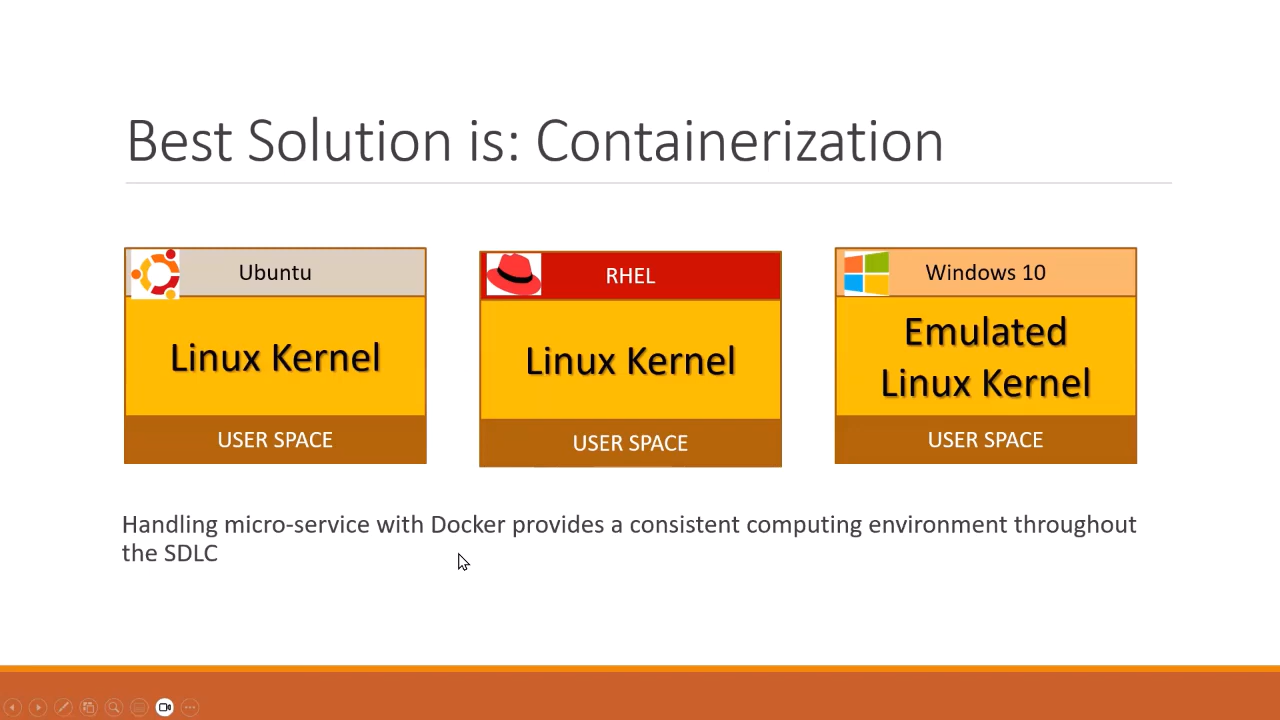 Best Solution is: Containerization
Ubuntu
Linux Kernel
USER SPACE
RHEL
Linux Kernel
USER SPACE
Windows 10
Emulated
Linux Kernel
USER SPACE
Handling micro-service with Docker provides a consistent computing environment throughout
the SDLC